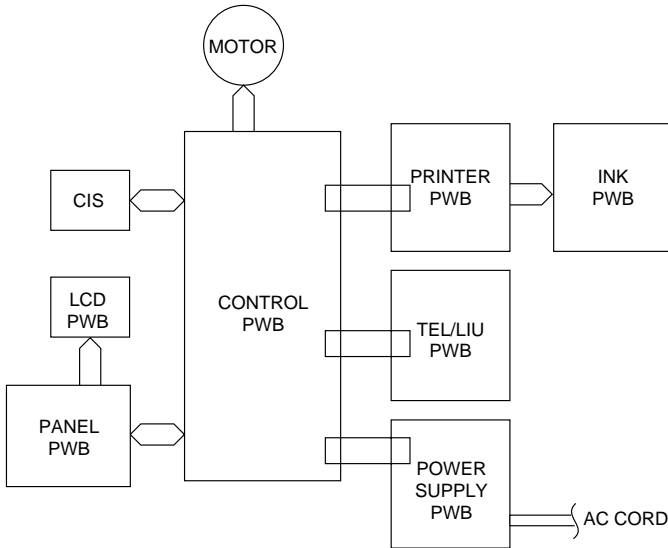 MOTOR
CIS
LCD
PWB
PANEL
PWB
CONTROL
PWB
PRINTER
PWB
INK
PWB
TEL/LIU
PWB
POWER
SUPPLY
PWB
AC CORD